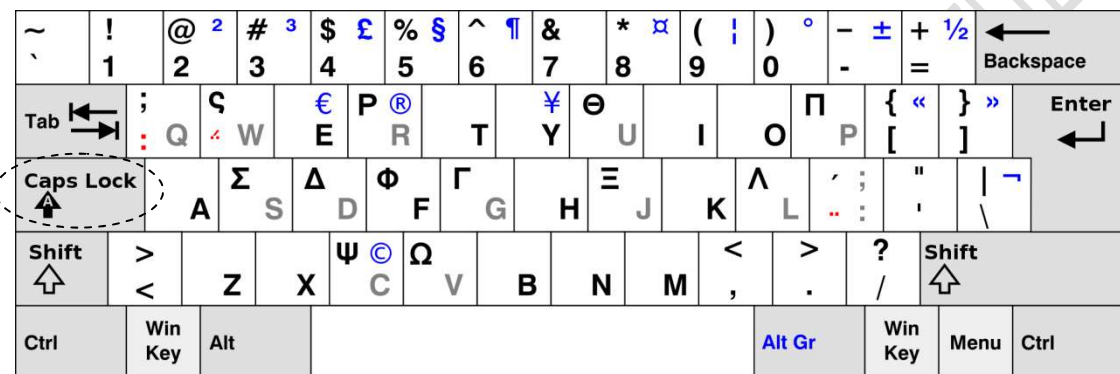 ~ ! @ ² # ³ $ £ % § ^ ¶ & * ¤ ( ¦ ) ° _ ± + ½
` 1 2 3 4 5 6 7 8 9 0 - = Backspace
Tab ; ς € Ρ ® ¥ Θ Π { « } » Enter
: Q W E R T Y U I O P [ ]
Caps Lock Σ Δ Φ Γ Ξ Λ ΄ ; " | ¬
A A S D F G H J K L ¨ : ' \
Shift > Ψ © Ω < > ? Shift
< Z X C V B N M , . /
Ctrl Win Key Alt Alt Gr Win Key Menu Ctrl